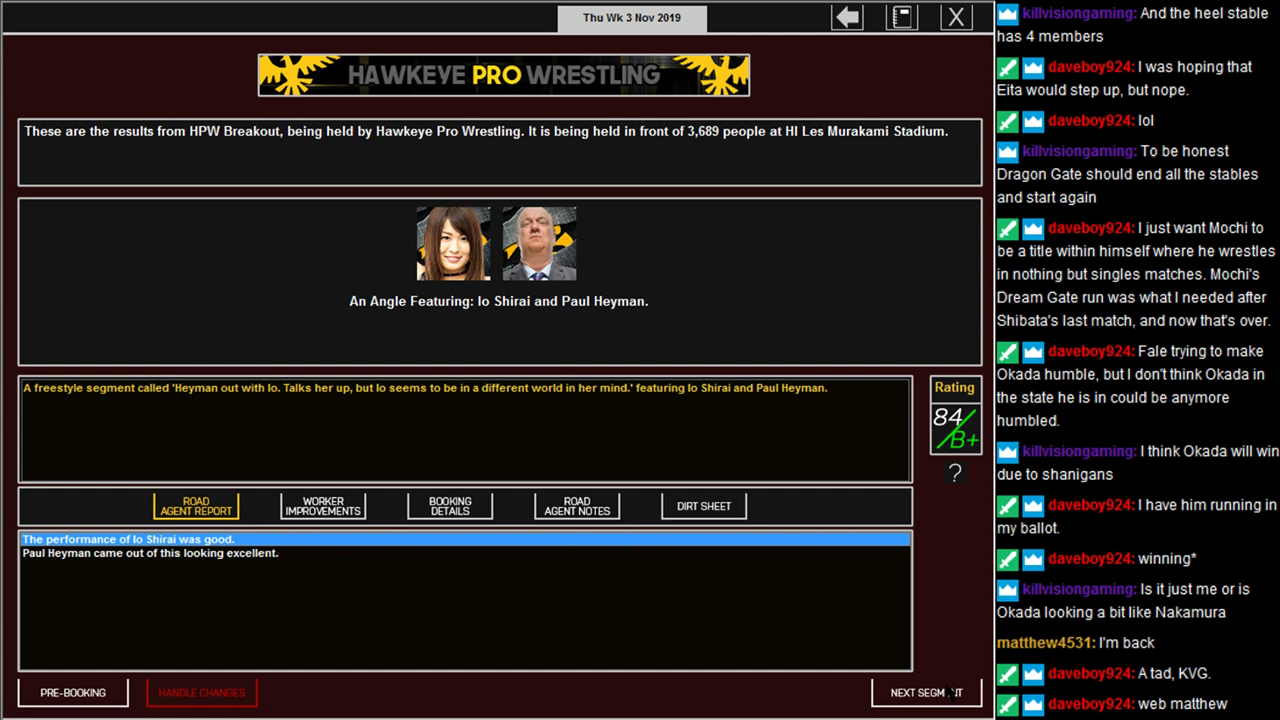 Thu Wk 3 Nov 2019
HAWKEYE PRO WRESTLING
These are the results from HPW Breakout, being held by Hawkeye Pro Wrestling. It is being held in front of 3,689 people at HI Les Murakami Stadium.
An Angle Featuring: Io Shirai and Paul Heyman.
A freestyle segment called 'Heyman out with Io. Talks her up, but Io seems to be in a different world in her mind.' featuring Io Shirai and Paul Heyman.
Rating
84/B+
?
ROAD AGENT REPORT
WORKER IMPROVEMENTS
BOOKING DETAILS
ROAD AGENT NOTES
DIRT SHEET
The performance of Io Shirai was good.
Paul Heyman came out of this looking excellent.
PRE-BOOKING
HANDLE CHANGES
NEXT SEGMENT
killvisiongaming: And the heel stable
has 4 members
daveboy924: I was hoping that
Eita would step up, but nope.
daveboy924: lol
killvisiongaming: To be honest
Dragon Gate should end all the stables
and start again
daveboy924: I just want Mochi to
be a title within himself where he wrestles
in nothing but singles matches. Mochi's
Dream Gate run was what I needed after
Shibata's last match, and now that's over.
daveboy924: Fale trying to make
Okada humble, but I don't think Okada in
the state he is in could be anymore
humbled.
killvisiongaming: I think Okada will win
due to shanigans
daveboy924: I have him running in
my ballot.
daveboy924: winning*
killvisiongaming: Is it just me or is
Okada looking a bit like Nakamura
matthew4531: I'm back
daveboy924: A tad, KVG.
daveboy924: web matthew